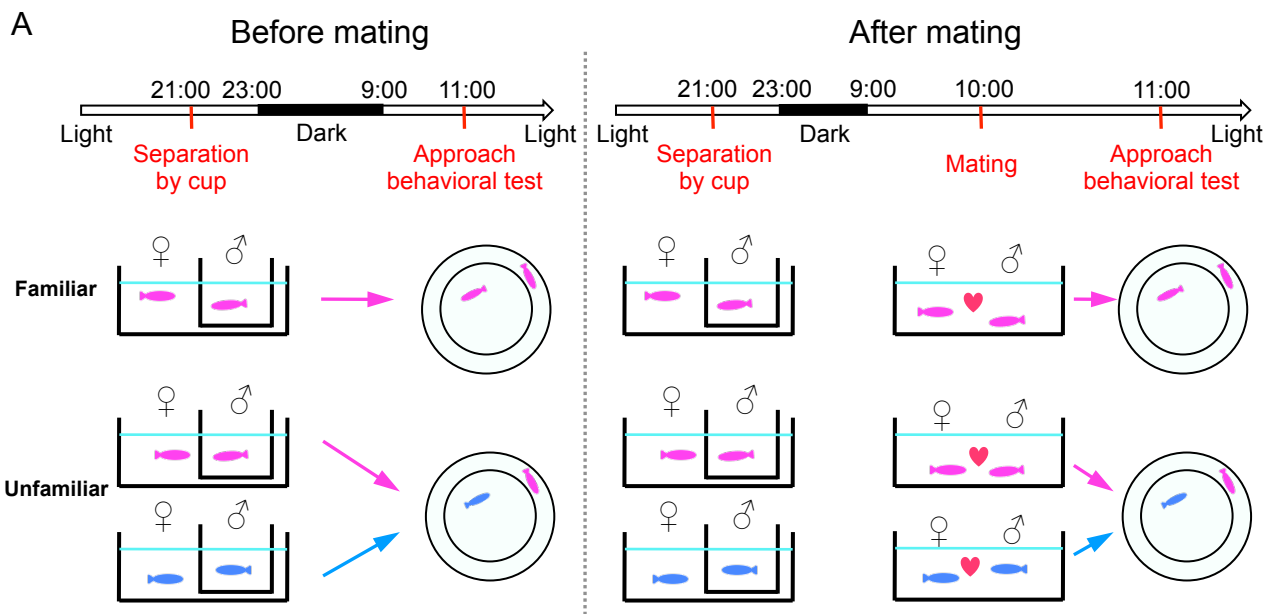 A
Before mating
After mating
21:00 23:00 9:00 11:00
Light Dark Light
Separation
by cup
Approach
behavioral test
21:00 23:00 9:00 10:00 11:00
Light Dark Light
Separation
by cup
Mating
Approach
behavioral test
♀ ♂
Familiar
♀ ♂
♀ ♂
♀ ♂
Unfamiliar
♀ ♂
♀ ♂
♀ ♂
♀ ♂
♀ ♂